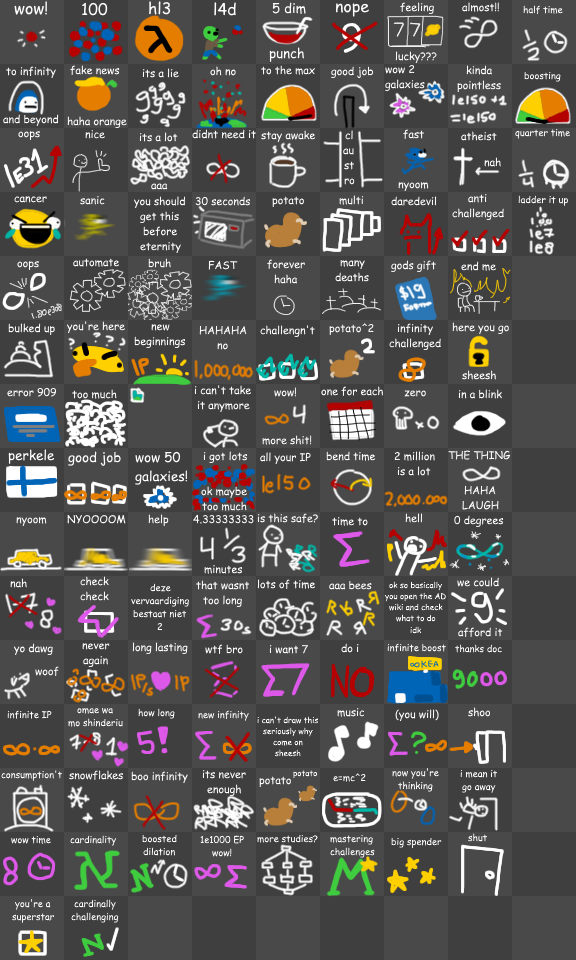 wow!
100
hl3
λ
l4d
5 dim
punch
nope
9
feeling
7 7
lucky???
almost!!
half time
1/2
to infinity
and beyond
fake news
haha orange
its a lie
g g g g g
oh no
to the max
good job
wow 2
galaxies
kinda
pointless
1e150 +1
=1e150
boosting
oops
1e31
nice
its a lot
aaa
didnt need it
stay awake
cl
au
st
ro
fast
nyoom
atheist
nah
quarter time
1/4
cancer
sanic
you should
get this
before
eternity
30 seconds
potato
multi
daredevil
anti
challenged
ladder it up
1e7
1e8
oops
1.80e308
automate
bruh
FAST
forever
haha
many
deaths
gods gift
$19
end me
bulked up
you're here
? ? ? ?
new
beginnings
IP
HAHAHA
no
1,000,000
challengn't
potato^2
2
infinity
challenged
here you go
sheesh
error 909
too much
i can't take
it anymore
wow!
∞4
more shit!
one for each
zero
x0
in a blink
perkele
good job
wow 50
galaxies!
i got lots
ok maybe
too much
all your IP
1e150
bend time
2 million
is a lot
2,000,000
THE THING
∞
HAHA
LAUGH
nyoom
NYOOOOM
help
4,33333333
4 1/3
minutes
is this safe?
time to
Σ
hell
0 degrees
∞
nah
8
check
check
deze
vervaardiging
bestaat niet
2
that wasnt
too long
Σ 30s
lots of time
aaa bees
R R R R R R
ok so basically
you open the AD
wiki and check
what to do
idk
we could
9
afford it
yo dawg
woof
never
again
long lasting
IP/s IP
wtf bro
Σ
i want 7
Σ7
do i
NO
infinite boost
∞KEA
thanks doc
9000
infinite IP
∞.∞
omae wa
mo shinderiu
how long
5!
new infinity
Σ ∞
i can't draw this
seriously why
come on
sheesh
music
(you will)
Σ?∞
shoo
consumption't
∞
snowflakes
boo infinity
∞
its never
enough
potato
potato
e=mc^2
now you're
thinking
i mean it
go away
wow time
8
cardinality
N
boosted
dilation
N
1e1000 EP
wow!
∞ Σ
more studies?
mastering
challenges
M
big spender
shut
you're a
superstar
cardinally
challenging
N